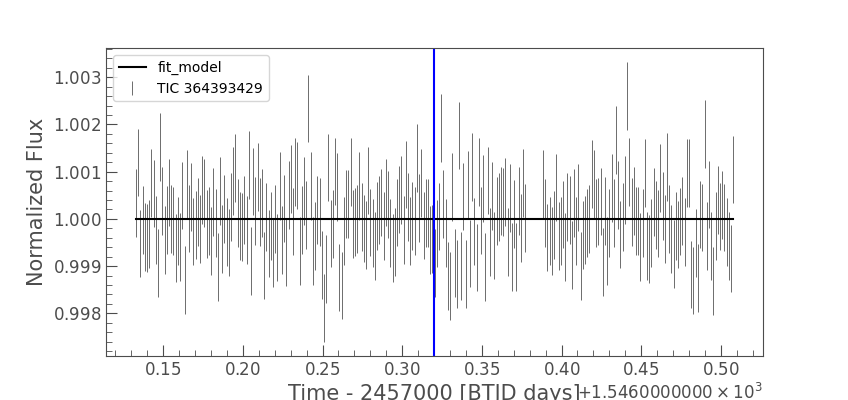 fit_model
TIC 364393429
Normalized Flux
1.003
1.002
1.001
1.000
0.999
0.998
0.15 0.20 0.25 0.30 0.35 0.40 0.45 0.50
Time - 2457000 [BTJD days]
+1.5460000000 × 10³